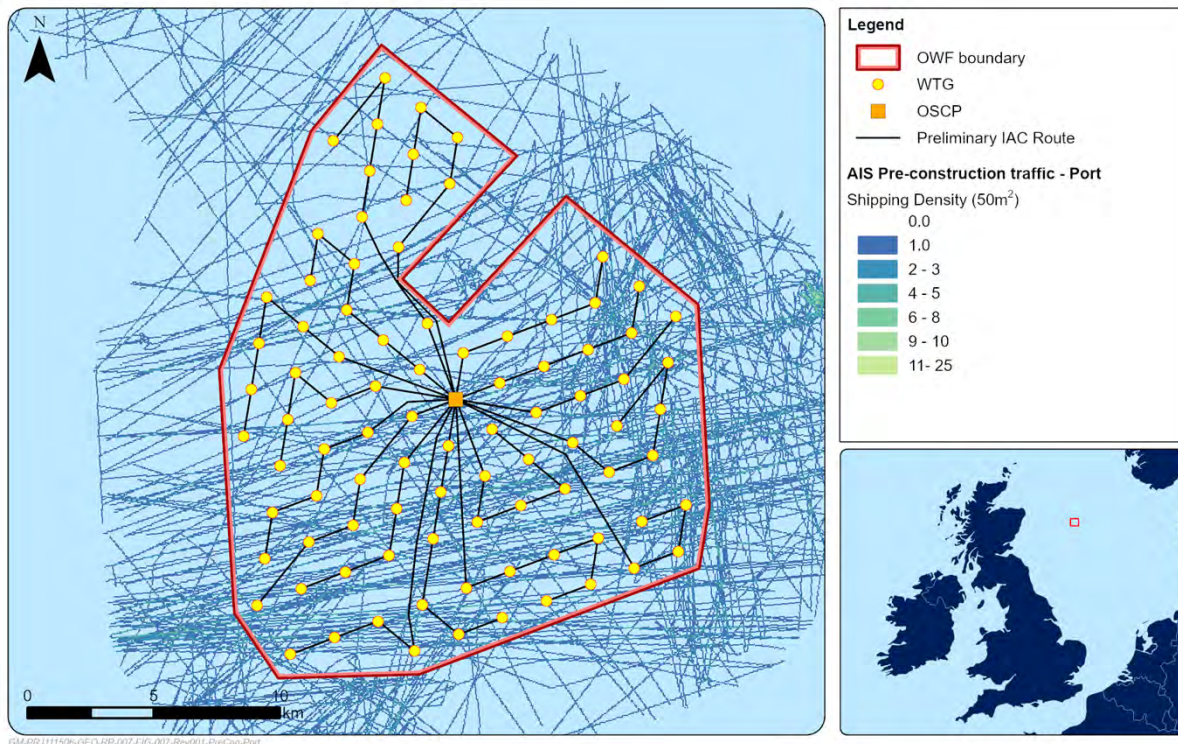 N
0
5
10
km
Legend
OWF boundary
WTG
OSCP
Preliminary IAC Route
AIS Pre-construction traffic - Port
Shipping Density (50m²)
0.0
1.0
2 - 3
4 - 5
6 - 8
9 - 10
11- 25